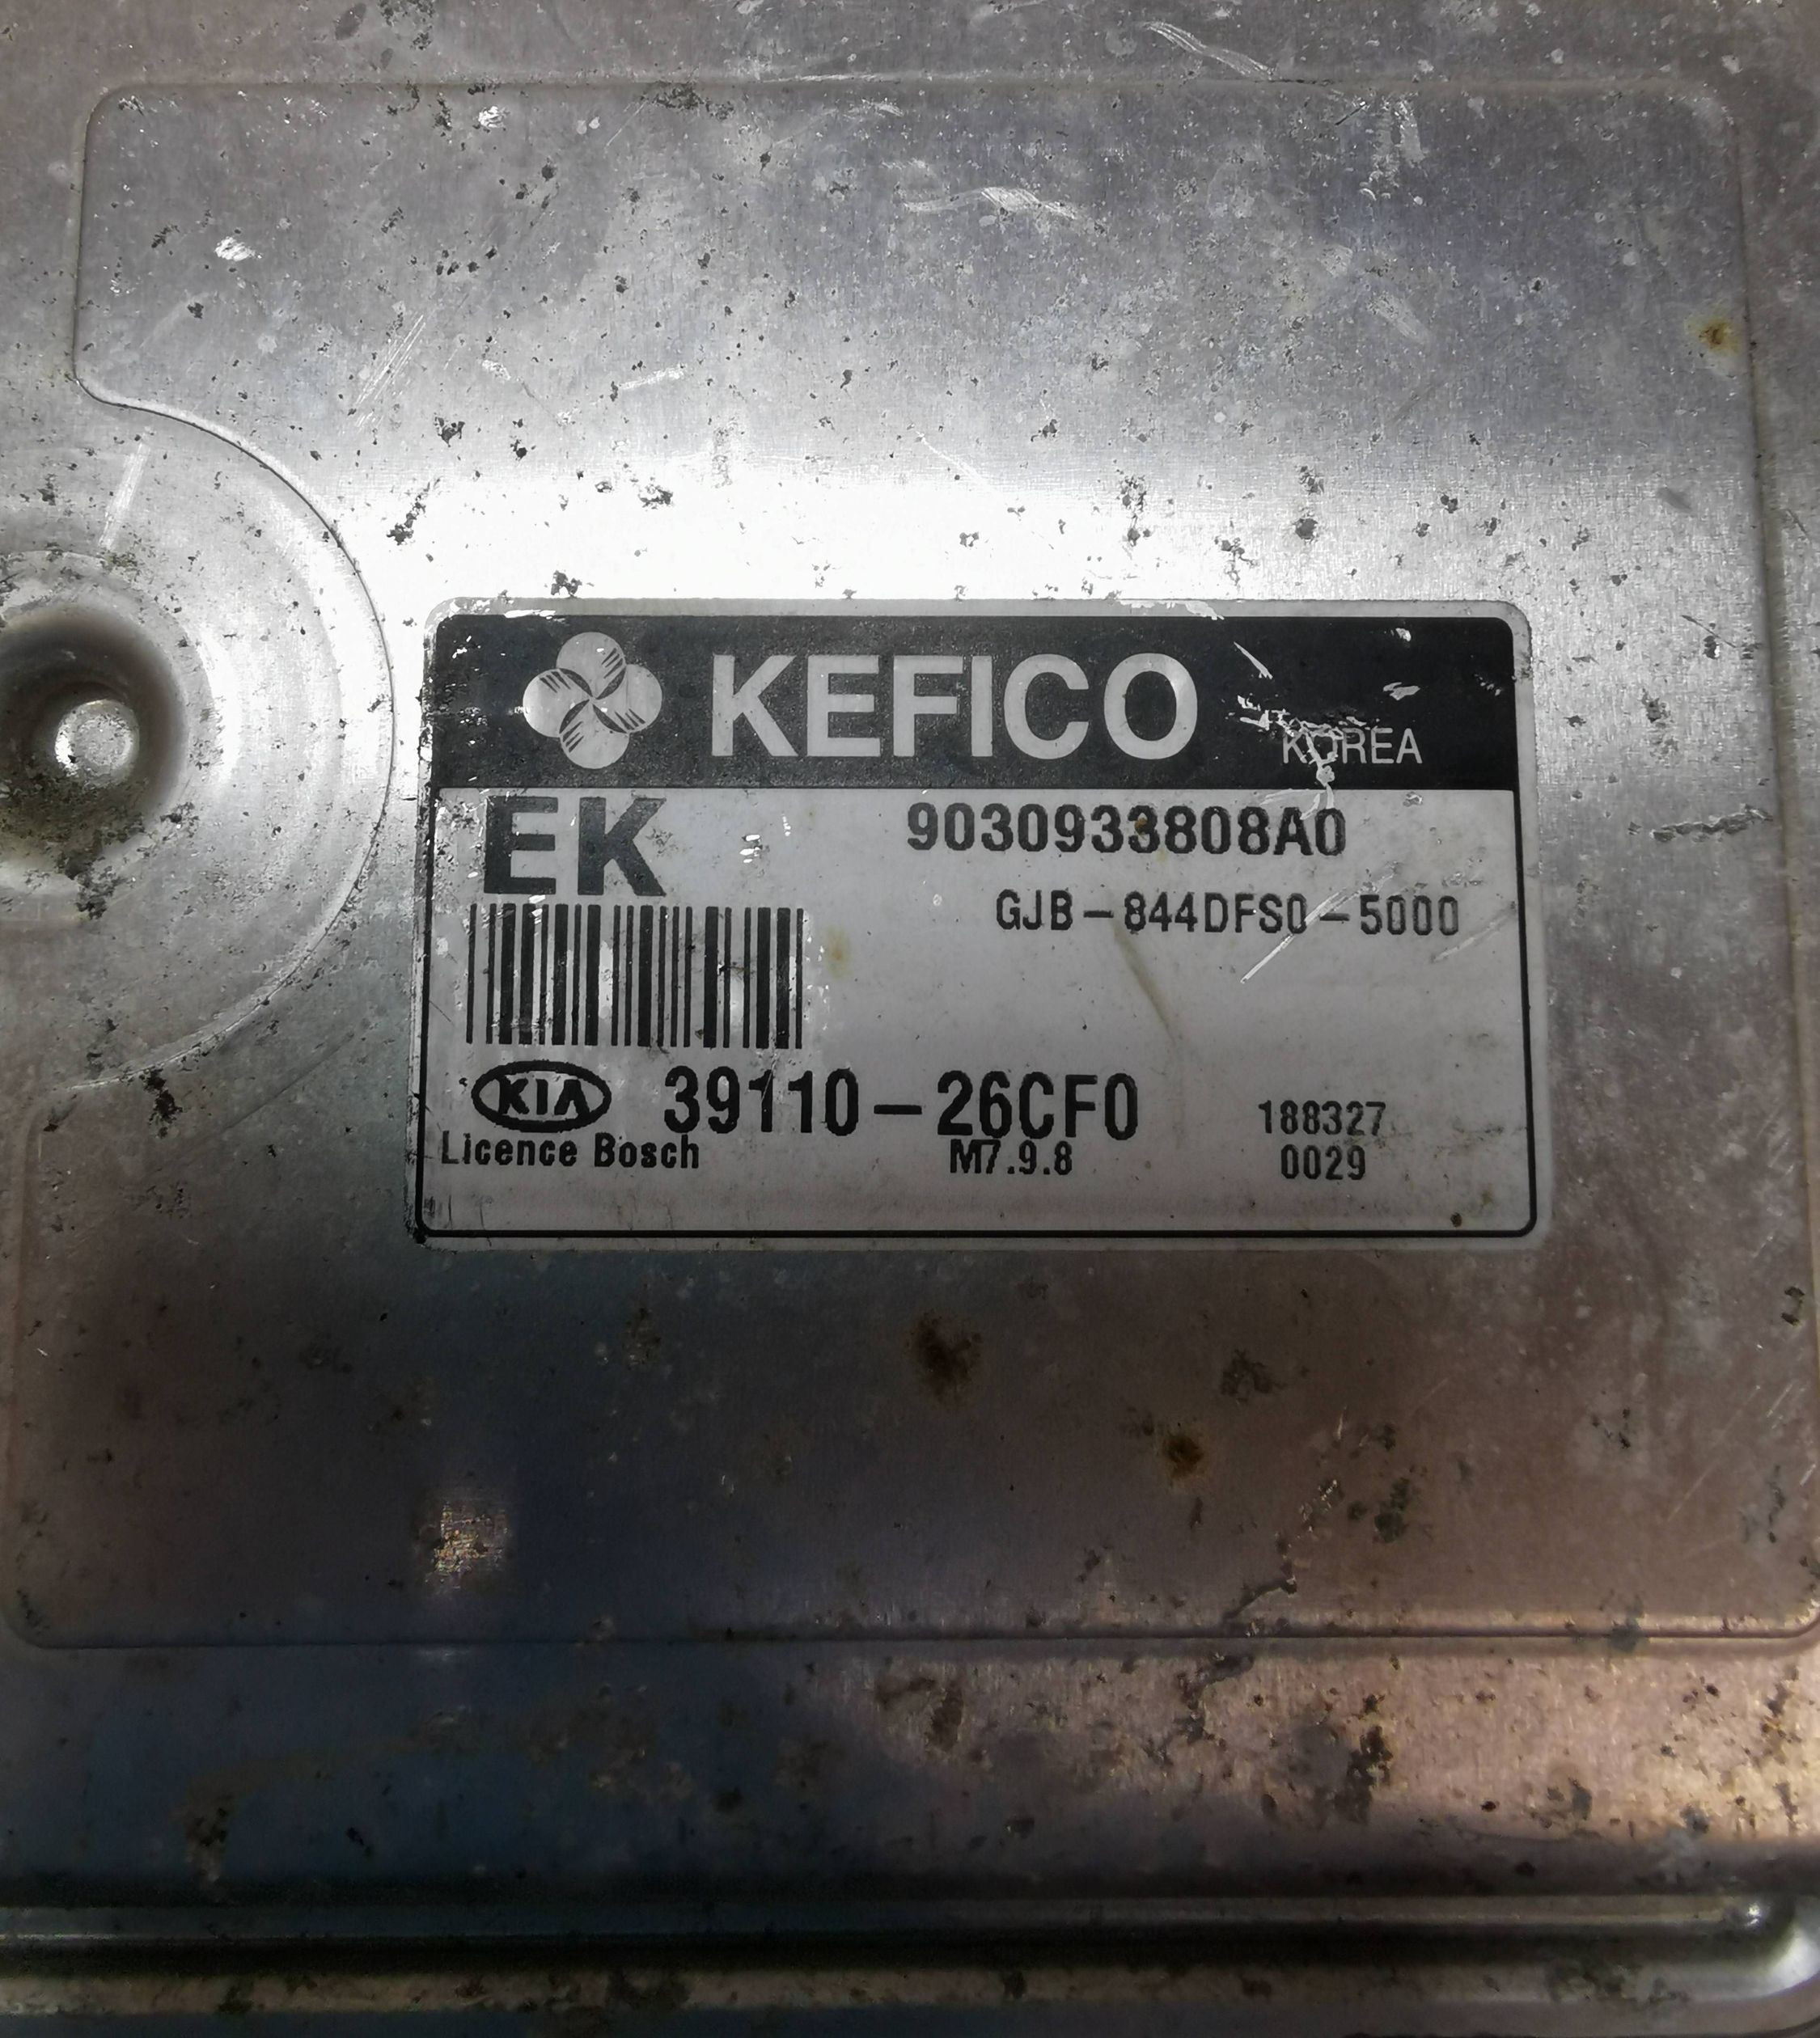 KEFICO KOREA
EK 9030933808A0
GJB-844DFS0-5000
KIA 39110-26CF0 188327
Licence Bosch M7.9.8 0029